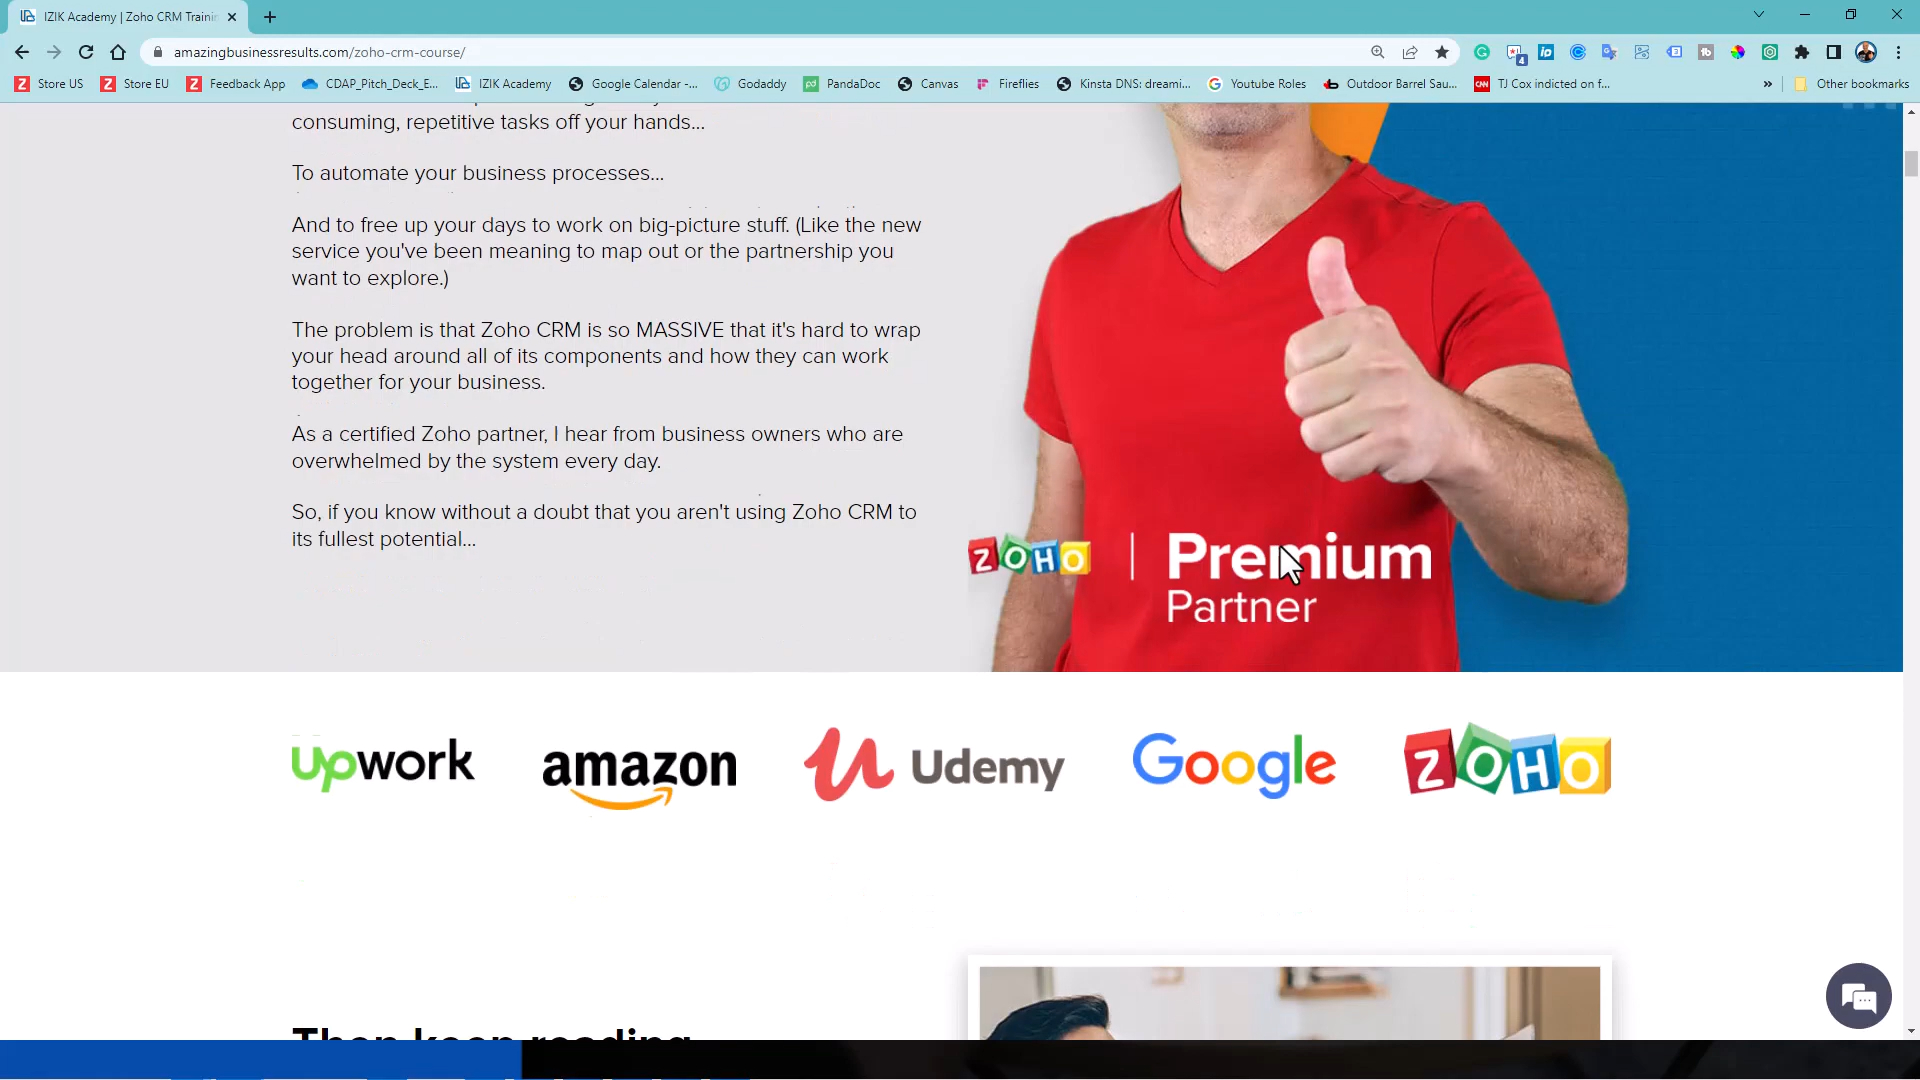 IZIK Academy | Zoho CRM Trainin
amazingbusinessresults.com/zoho-crm-course/
4
3
Store US
Store EU
Feedback App
CDAP_Pitch_Deck_E...
IZIK Academy
Google Calendar -...
Godaddy
PandaDoc
Canvas
Fireflies
Kinsta DNS: dreami...
Youtube Roles
Outdoor Barrel Sau...
TJ Cox indicted on f...
»
Other bookmarks
consuming, repetitive tasks off your hands...
To automate your business processes...
And to free up your days to work on big-picture stuff. (Like the new
service you've been meaning to map out or the partnership you
want to explore.)
The problem is that Zoho CRM is so MASSIVE that it's hard to wrap
your head around all of its components and how they can work
together for your business.
As a certified Zoho partner, I hear from business owners who are
overwhelmed by the system every day.
So, if you know without a doubt that you aren't using Zoho CRM to
its fullest potential...
ZOHO
Premium
Partner
Upwork
amazon
Udemy
Google
ZOHO
Then keep reading